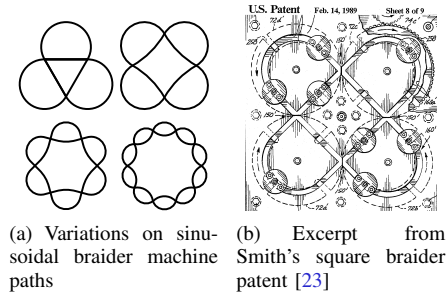 U.S. Patent Feb. 14, 1989 Sheet 8 of 9
(a) Variations on sinu-
soidal braider machine
paths
(b) Excerpt from
Smith's square braider
patent [23]